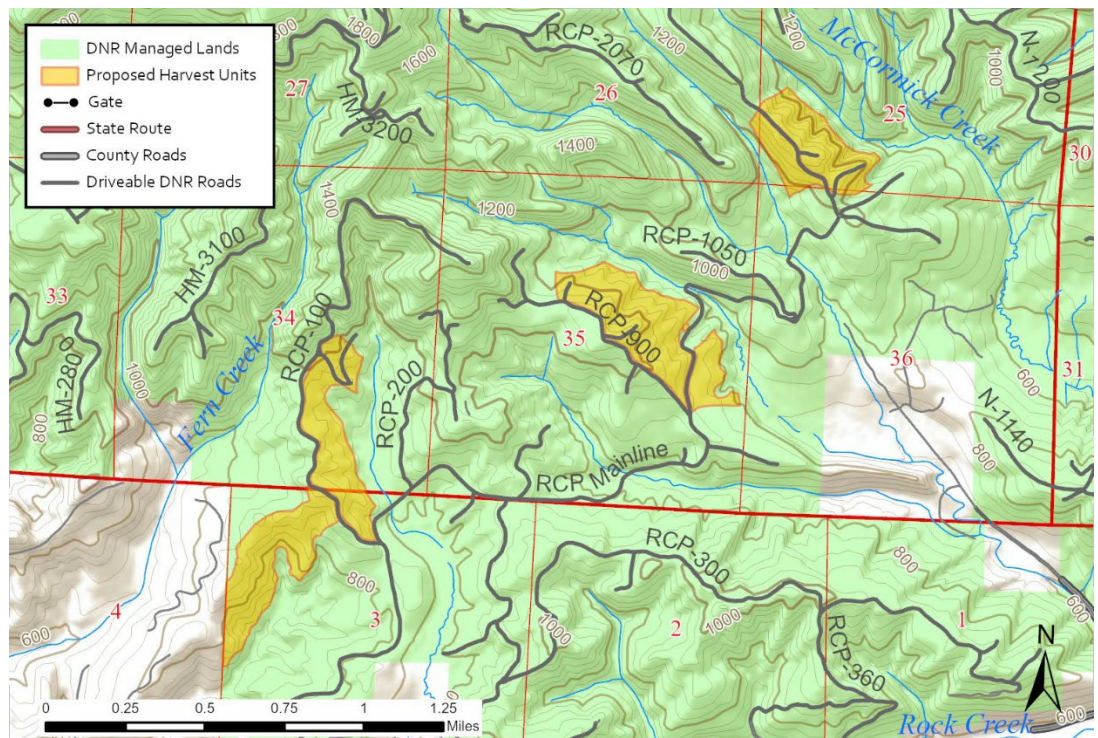 DNR Managed Lands
Proposed Harvest Units
Gate
State Route
County Roads
Driveable DNR Roads
1800
1600
RCP-2070
1200
1200
McCormick Creek
N-1200
1000
27
26
25
HM-3200
1400
30
1400
1200
RCP-1050
1000
HM-3100
33
34
RCP-100
RCP-900
35
36
600
31
HM-280
1000
Fern Creek
RCP-200
800
N-1140
800
RCP Mainline
RCP-300
800
800
4
3
1000
2
1000
1
600
600
RCP-360
N
0 0.25 0.5 0.75 1 1.25
Miles
Rock Creek
600